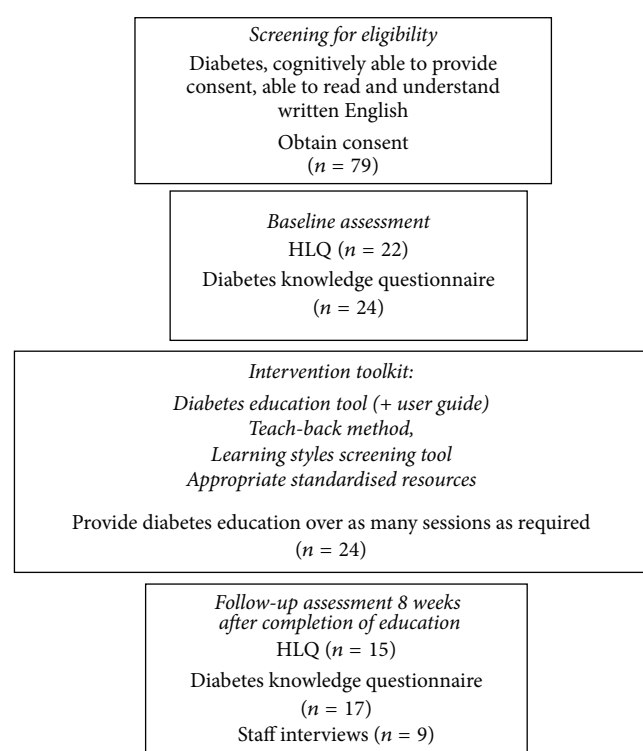 Screening for eligibility
Diabetes, cognitively able to provide
consent, able to read and understand
written English
Obtain consent
(n = 79)
Baseline assessment
HLQ (n = 22)
Diabetes knowledge questionnaire
(n = 24)
Intervention toolkit:
Diabetes education tool (+ user guide)
Teach-back method,
Learning styles screening tool
Appropriate standardised resources
Provide diabetes education over as many sessions as required
(n = 24)
Follow-up assessment 8 weeks
after completion of education
HLQ (n = 15)
Diabetes knowledge questionnaire
(n = 17)
Staff interviews (n = 9)